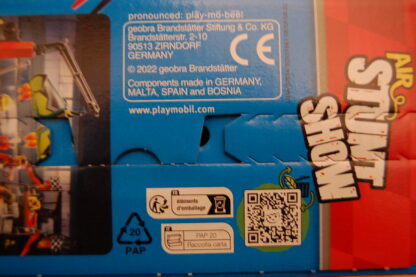 pronounced: play-mo-beel
geobra Brandstätter Stiftung & Co. KG
Brandstätterstr. 2-10
90513 ZIRNDORF
GERMANY
CE
© 2022 geobra Brandstätter
Components made in GERMANY,
MALTA, SPAIN and BOSNIA
www.playmobil.com
AIR
STUNT
SHOW
20
PAP
FR
éléments
d'emballage
IT
PAP 20
Raccolta carta